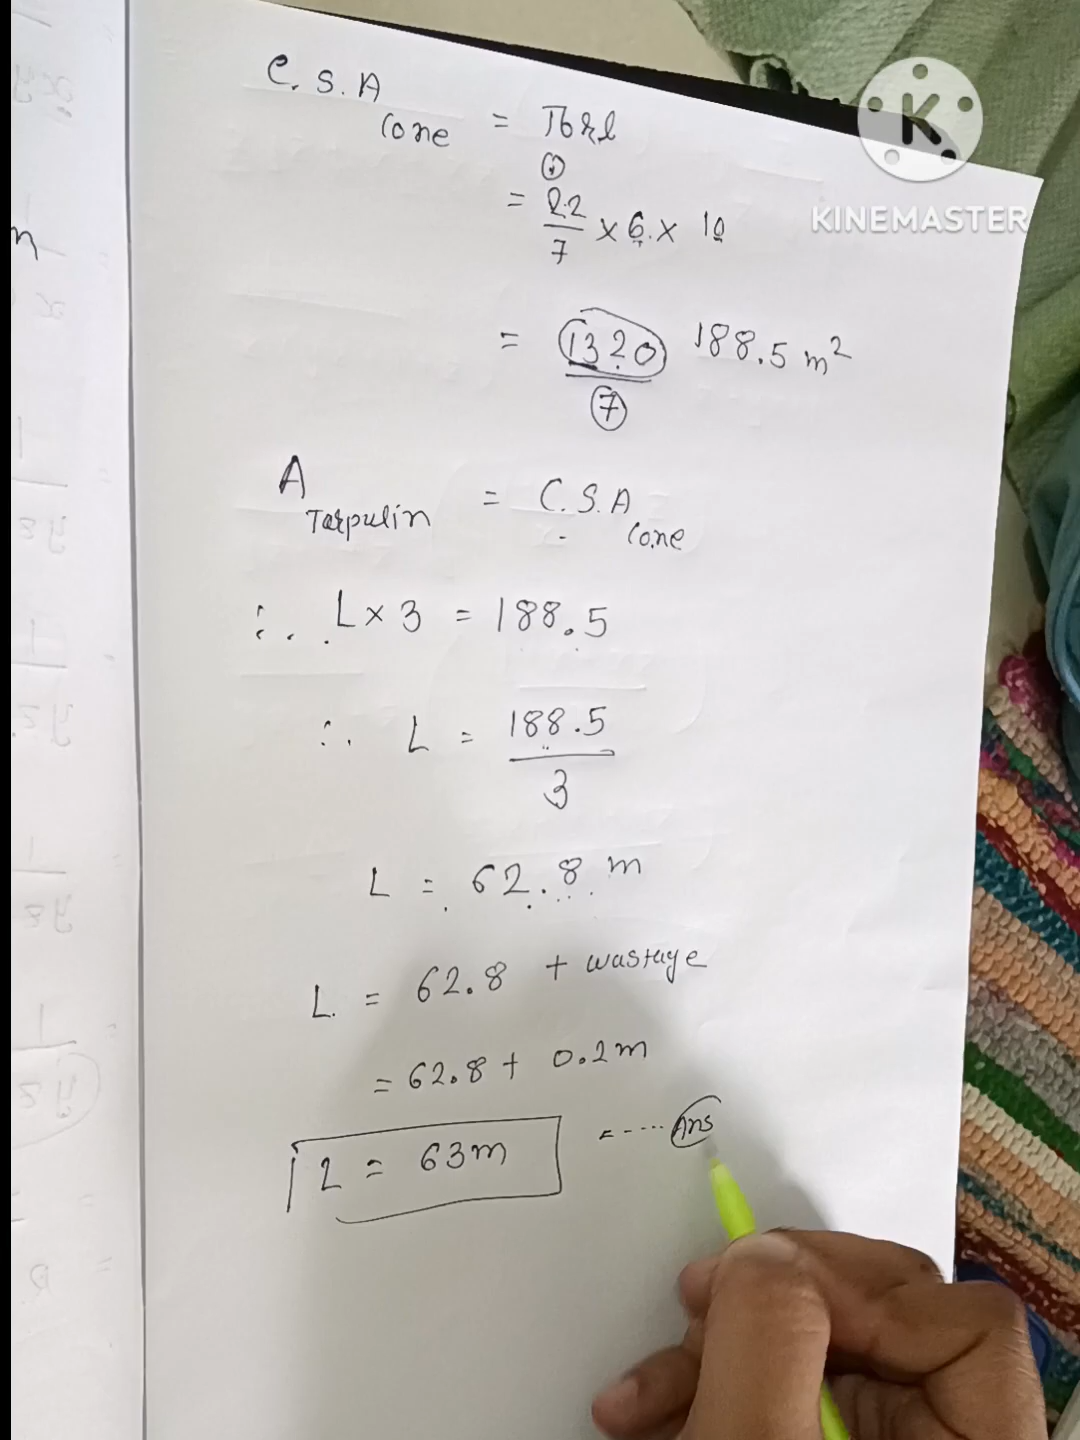 C.S.A Cone = πrl
= 22/7 × 6 × 10
= 1320/7 188.5 m²
A Tarpulin = C.S.A Cone
∴ L × 3 = 188.5
∴ L = 188.5/3
L = 62.8 m
L = 62.8 + wastage
= 62.8 + 0.2m
L = 63m Ans
K
KINEMASTER